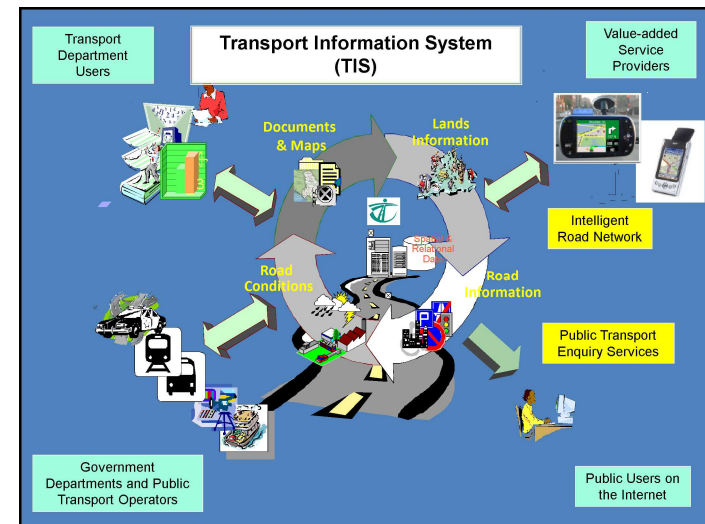 Transport
Department
Users
Transport Information System
(TIS)
Value-added
Service
Providers
Documents
& Maps
Lands
Information
Intelligent
Road Network
Relational
Road
Conditions
Road
Information
P
Public Transport
Enquiry Services
Government
Departments and Public
Transport Operators
Public Users on
the Internet